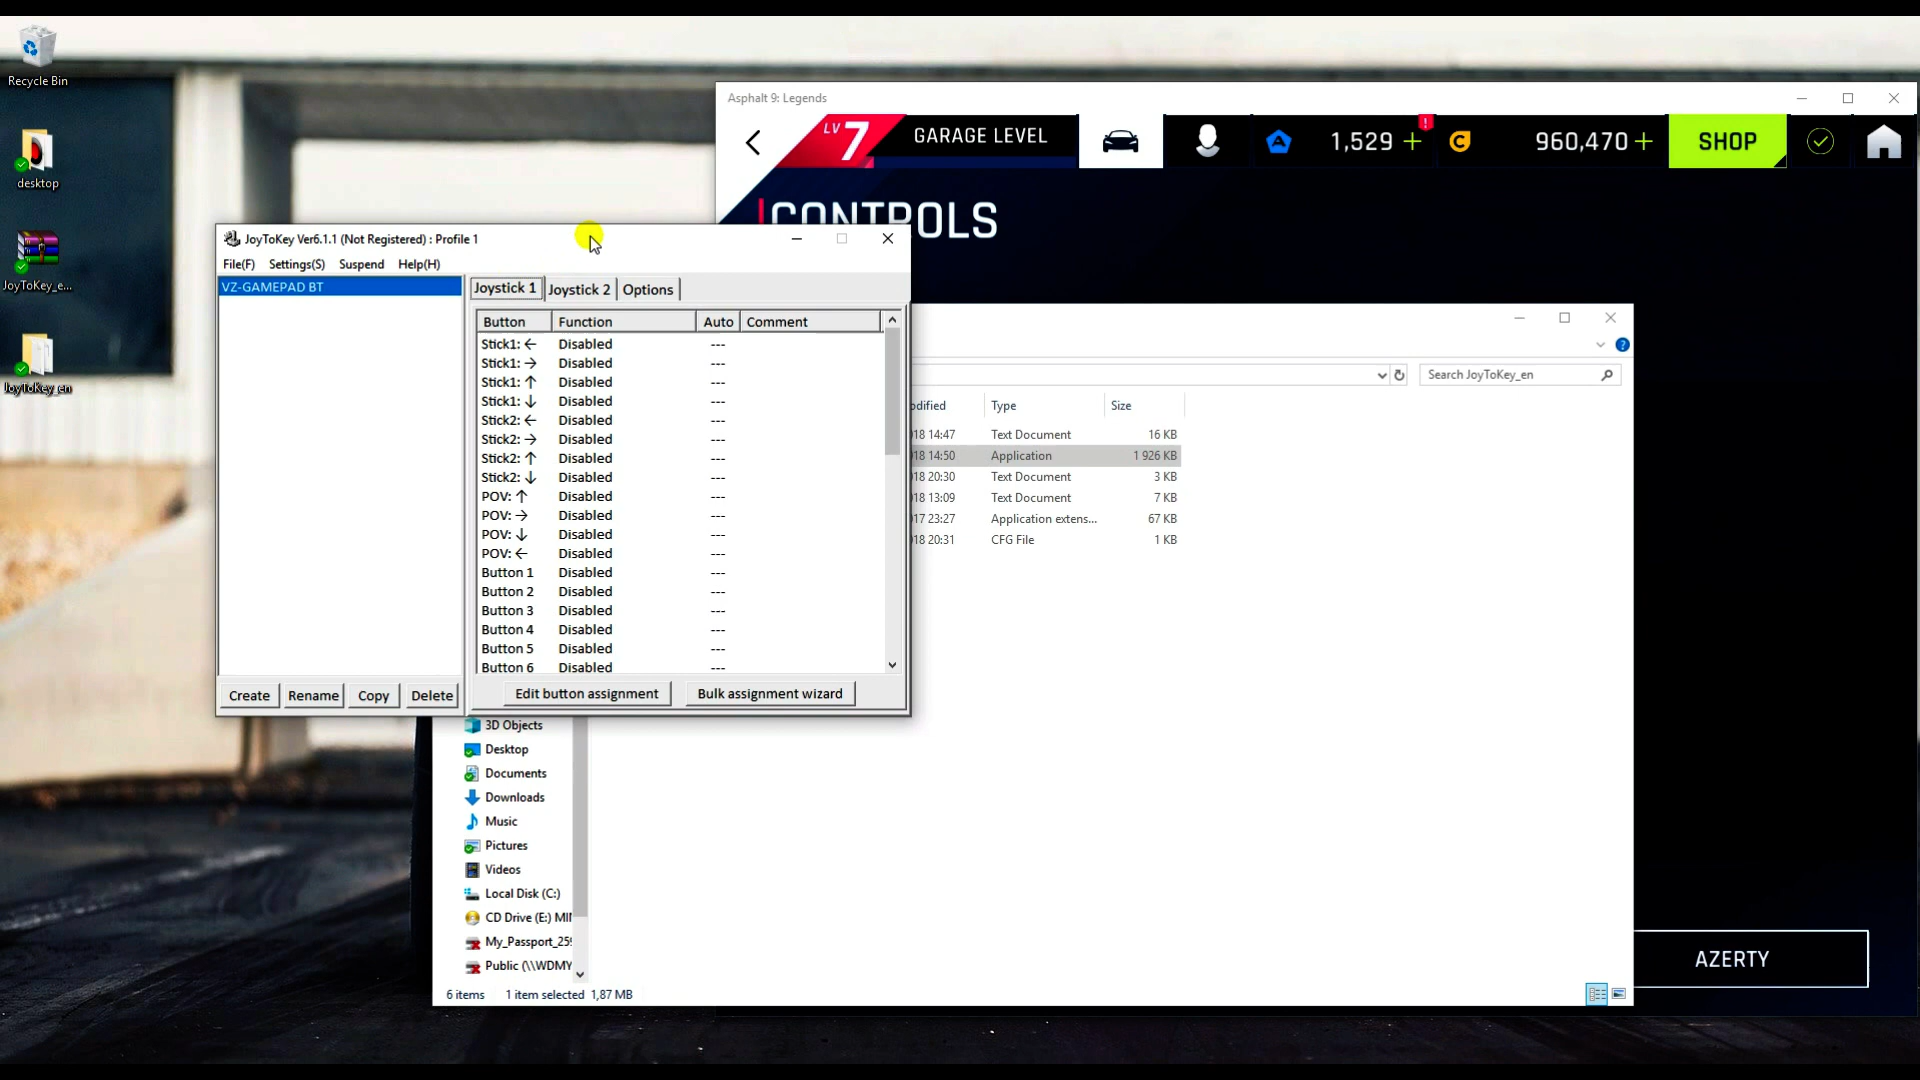 Recycle Bin
desktop
JoyToKey_e...
JoyToKey_en
Asphalt 9: Legends
LV 7 GARAGE LEVEL 1,529 + ! 960,470 + SHOP
CONTROLS
JoyToKey Ver6.1.1 (Not Registered) : Profile 1
File(F) Settings(S) Suspend Help(H)
VZ-GAMEPAD BT
Create Rename Copy Delete
Joystick 1 Joystick 2 Options
Button Function Auto Comment
Stick1: ← Disabled ---
Stick1: → Disabled ---
Stick1: ↑ Disabled ---
Stick1: ↓ Disabled ---
Stick2: ← Disabled ---
Stick2: → Disabled ---
Stick2: ↑ Disabled ---
Stick2: ↓ Disabled ---
POV: ↑ Disabled ---
POV: → Disabled ---
POV: ↓ Disabled ---
POV: ← Disabled ---
Button 1 Disabled ---
Button 2 Disabled ---
Button 3 Disabled ---
Button 4 Disabled ---
Button 5 Disabled ---
Button 6 Disabled ---
Edit button assignment Bulk assignment wizard
Search JoyToKey_en
odified Type Size
018 14:47 Text Document 16 KB
018 14:50 Application 1 926 KB
018 20:30 Text Document 3 KB
018 13:09 Text Document 7 KB
017 23:27 Application extens... 67 KB
018 20:31 CFG File 1 KB
3D Objects
Desktop
Documents
Downloads
Music
Pictures
Videos
Local Disk (C:)
CD Drive (E:) MI
My_Passport_259
Public (\\WDMY
6 items 1 item selected 1,87 MB
AZERTY